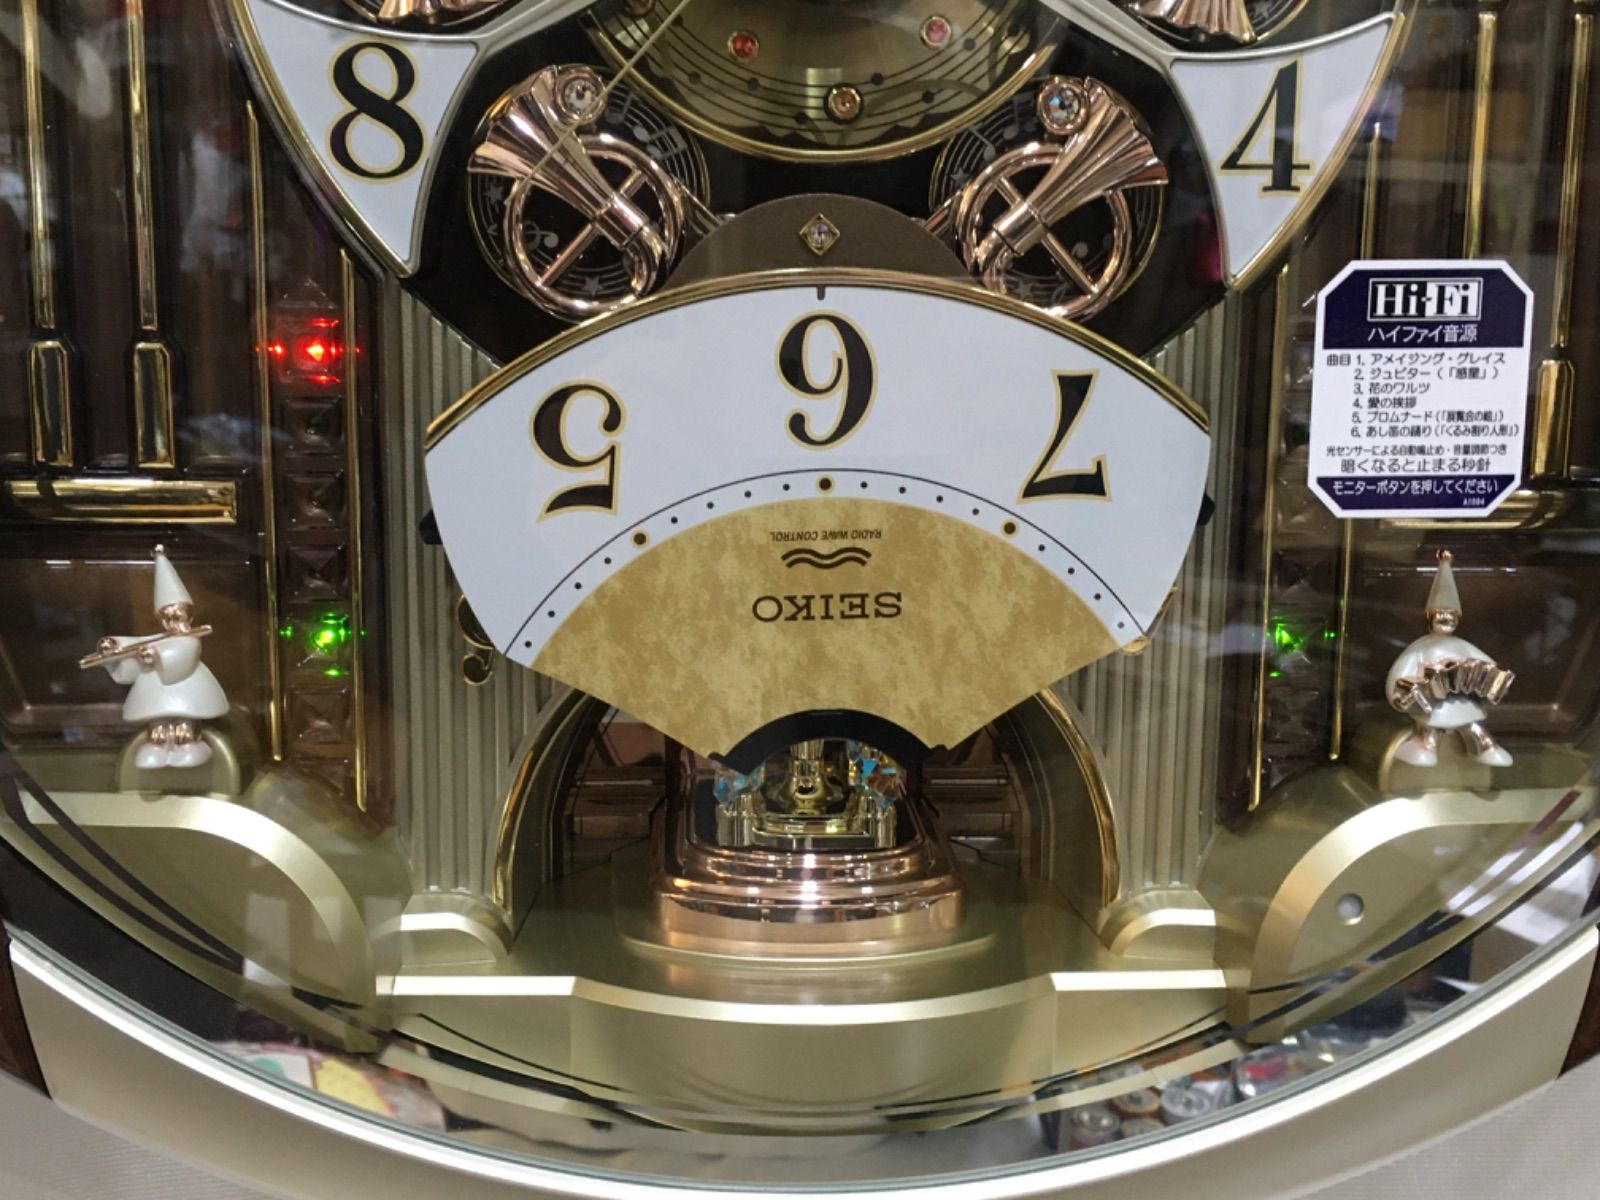 8
4
5
6
7
RADIO WAVE CONTROL
SEIKO
Hi-Fi
ハイファイ音源
曲目 1. アメイジング・グレイス
2. ジュピター(「惑星」)
3. 花のワルツ
4. 愛の挨拶
5. プロムナード(「展覧会の絵」)
6. あし笛の踊り(「くるみ割り人形」)
光センサーによる自動鳴止め・音量調節つき
暗くなると止まる秒針
モニターボタンを押してください
A1084